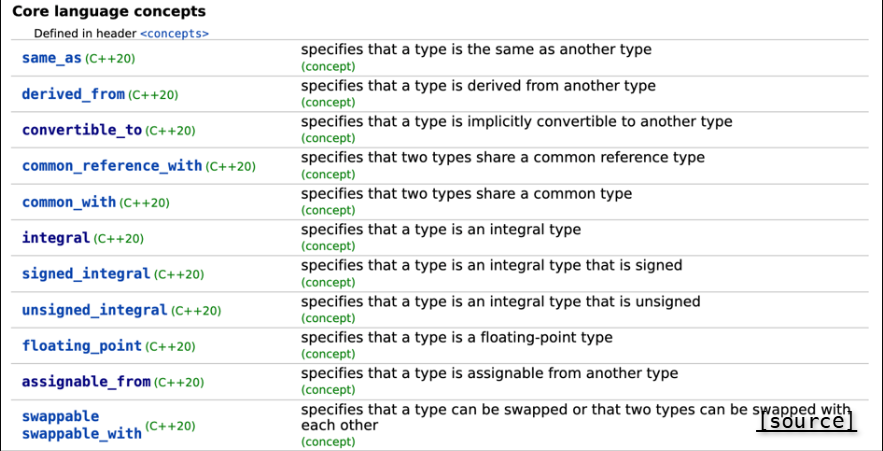 Core language concepts
Defined in header <concepts>
same_as (C++20) specifies that a type is the same as another type
(concept)
derived_from (C++20) specifies that a type is derived from another type
(concept)
convertible_to (C++20) specifies that a type is implicitly convertible to another type
(concept)
common_reference_with (C++20) specifies that two types share a common reference type
(concept)
common_with (C++20) specifies that two types share a common type
(concept)
integral (C++20) specifies that a type is an integral type
(concept)
signed_integral (C++20) specifies that a type is an integral type that is signed
(concept)
unsigned_integral (C++20) specifies that a type is an integral type that is unsigned
(concept)
floating_point (C++20) specifies that a type is a floating-point type
(concept)
assignable_from (C++20) specifies that a type is assignable from another type
(concept)
swappable
swappable_with (C++20) specifies that a type can be swapped or that two types can be swapped with
each other
(concept)
[source]